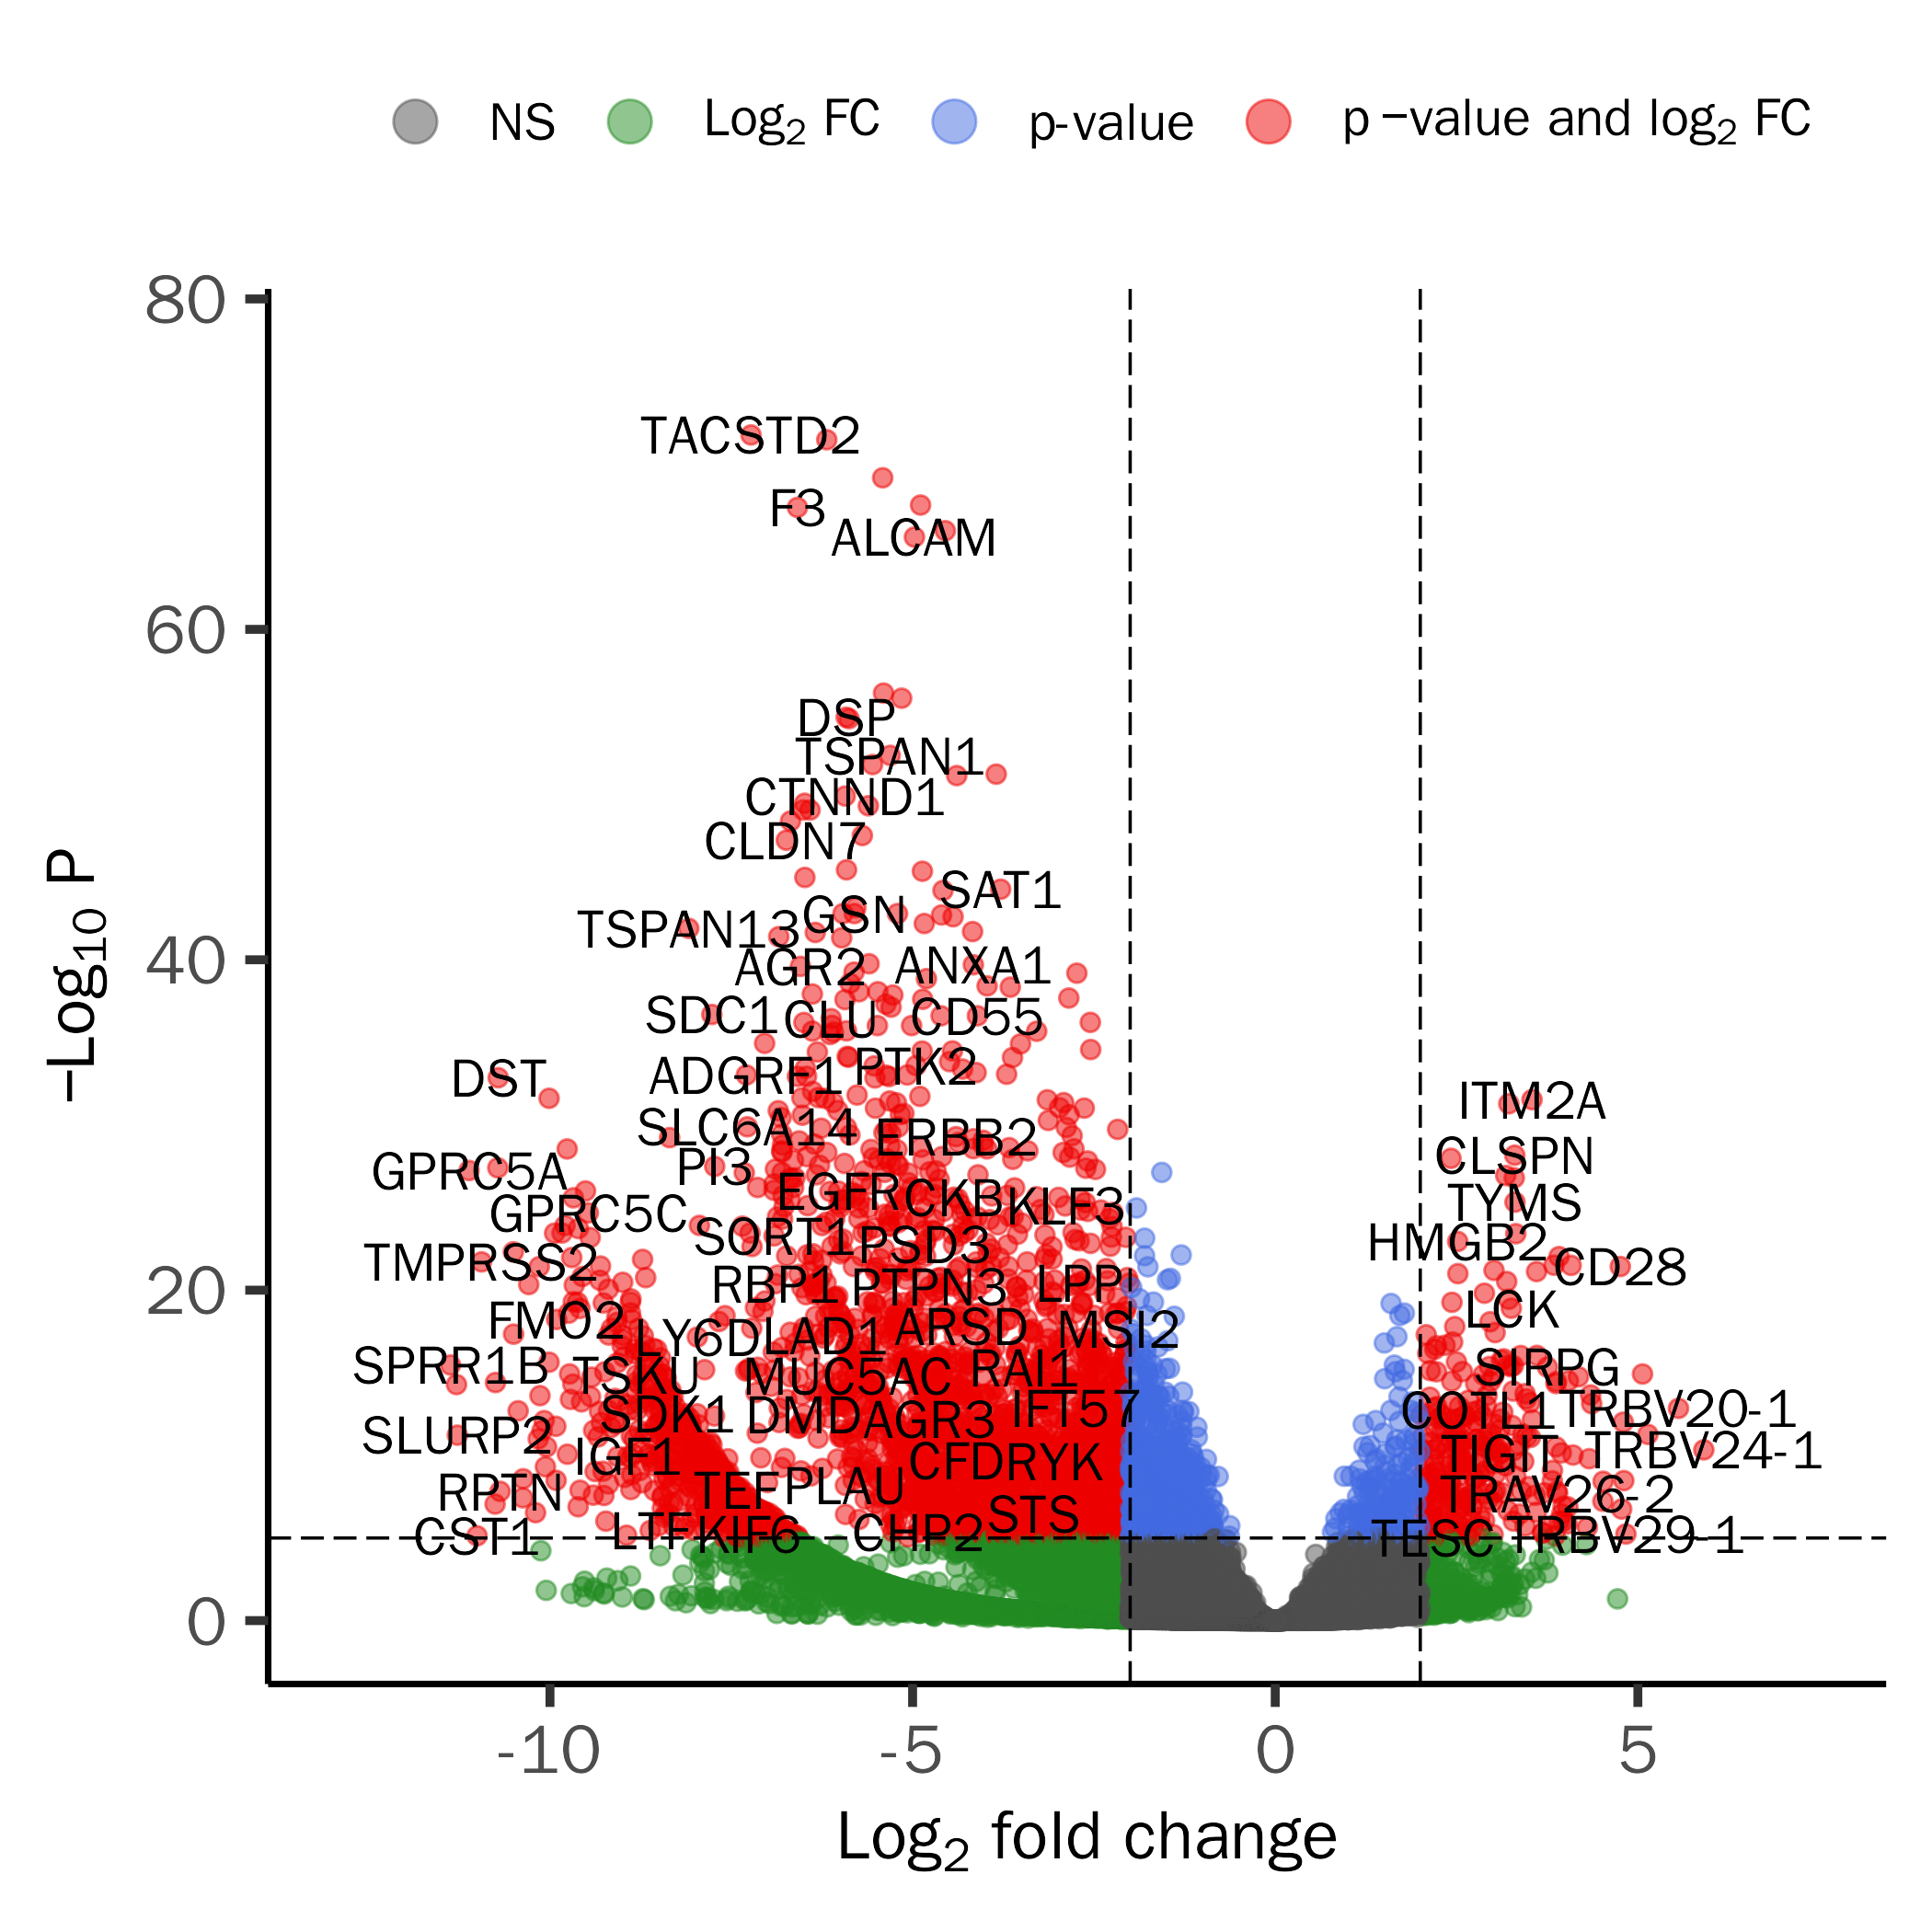 NS Log2 FC p-value p −value and log2 FC
80
TACSTD2
F3
ALCAM
60
DSP
TSPAN1
CTNND1
CLDN7
SAT1
GSN
TSPAN13
40
AGR2 ANXA1
SDC1 CLU CD55
PTK2
DST ADGRF1
ITM2A
SLC6A14 ERBB2
CLSPN
GPRC5A PI3
EGFR CKB KLF3 TYMS
GPRC5C SORT1 PSD3
HMGB2
TMPRSS2 CD28
20
RBP1 PTPN3 LPP
LCK
FMO2 LY6D LAD1 ARSD MSI2
SPRR1B TSKU MUC5AC RAI1 SIRPG
SDK1 DMD AGR3 IFT57 COTL1 TRBV20-1
SLURP2 IGF1 CFD RYK TIGIT TRBV24-1
RPTN TEF PLAU TRAV26-2
STS
CST1 LTF KIF6 CHP2 TESC TRBV29-1
0
-10 -5 0 5
Log2 fold change
−Log10 P